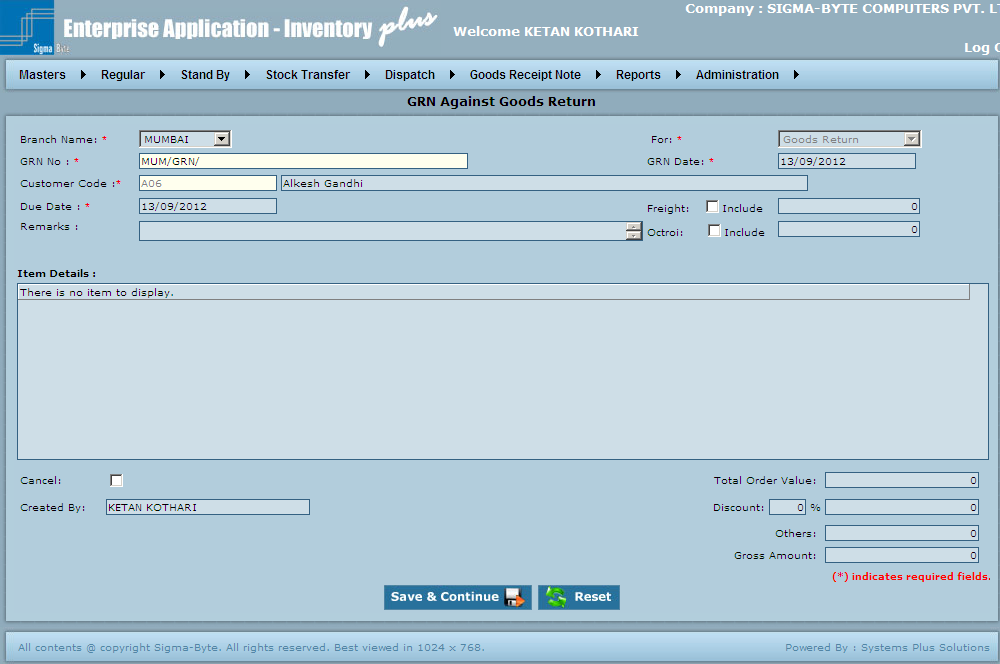 Company : SIGMA-BYTE COMPUTERS PVT.
Enterprise Application - Inventory plus
Welcome KETAN KOTHARI
Sigma Byte
Log
Masters Regular Stand By Stock Transfer Dispatch Goods Receipt Note Reports Administration
GRN Against Goods Return
Branch Name: * MUMBAI For: * Goods Return
GRN No : * MUM/GRN/ GRN Date: * 13/09/2012
Customer Code :* A06 Alkesh Gandhi
Due Date : * 13/09/2012 Freight: Include 0
Remarks : Octroi: Include 0
Item Details :
There is no item to display.
Cancel: Total Order Value: 0
Created By: KETAN KOTHARI Discount: 0 % 0
Others: 0
Gross Amount: 0
(*) indicates required fields.
Save & Continue Reset
All contents @ copyright Sigma-Byte. All rights reserved. Best viewed in 1024 x 768. Powered By : Systems Plus Solutions